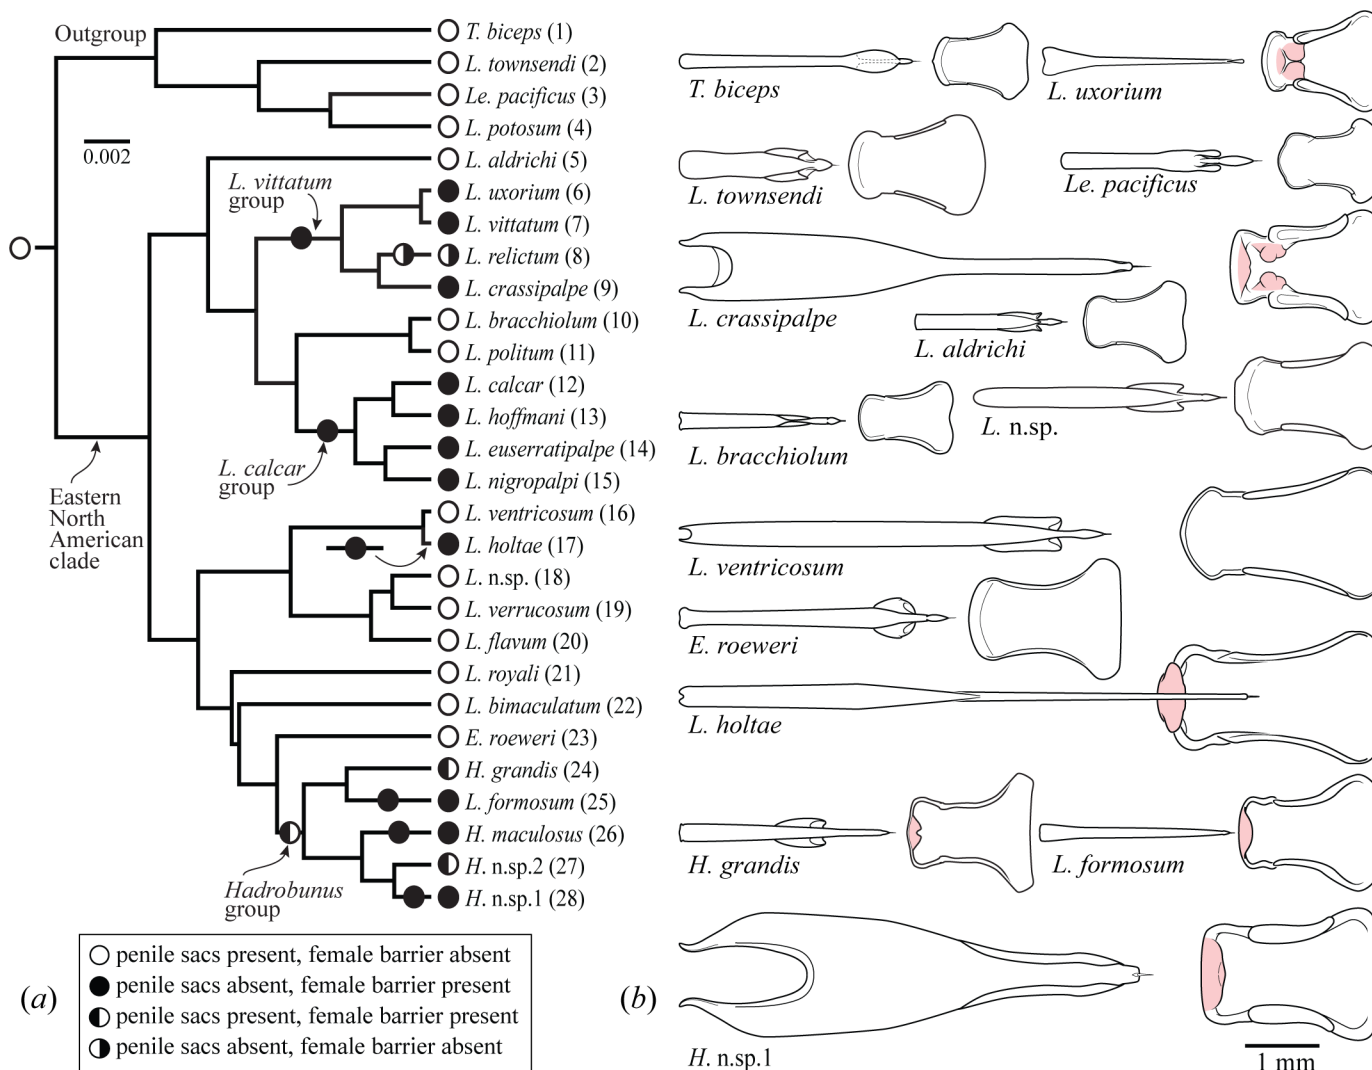 Outgroup
T. biceps (1)
L. townsendi (2)
Le. pacificus (3)
L. potosum (4)
0.002
L. aldrichi (5)
L. vittatum
group
L. uxorium (6)
L. vittatum (7)
L. relictum (8)
L. crassipalpe (9)
L. bracchiolum (10)
L. politum (11)
L. calcar (12)
L. hoffmani (13)
L. euserratipalpe (14)
L. nigropalpi (15)
L. calcar
group
Eastern
North
American
clade
L. ventricosum (16)
L. holtae (17)
L. n.sp. (18)
L. verrucosum (19)
L. flavum (20)
L. royali (21)
L. bimaculatum (22)
E. roeweri (23)
H. grandis (24)
L. formosum (25)
H. maculosus (26)
H. n.sp.2 (27)
H. n.sp.1 (28)
Hadrobunus
group
penile sacs present, female barrier absent
penile sacs absent, female barrier present
penile sacs present, female barrier present
penile sacs absent, female barrier absent
(a)
T. biceps
L. uxorium
L. townsendi
Le. pacificus
L. crassipalpe
L. aldrichi
L. bracchiolum
L. n.sp.
L. ventricosum
E. roeweri
L. holtae
H. grandis
L. formosum
(b)
H. n.sp.1
1 mm